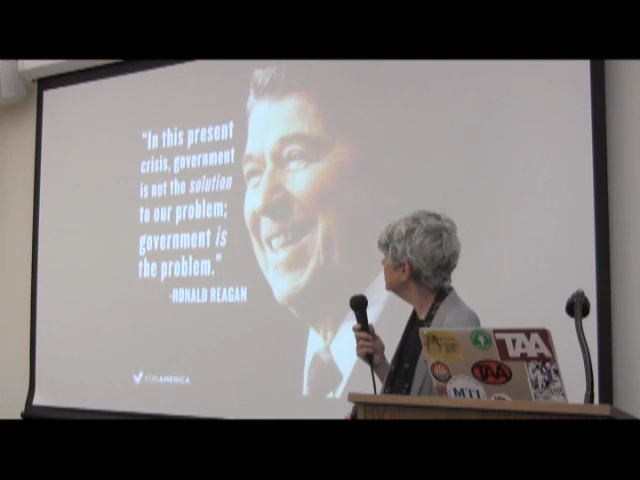 “In this present
crisis, government
is not the solution
to our problem;
government is
the problem.”
-RONALD REAGAN
FORAMERICA
TAA
TAA
MTI